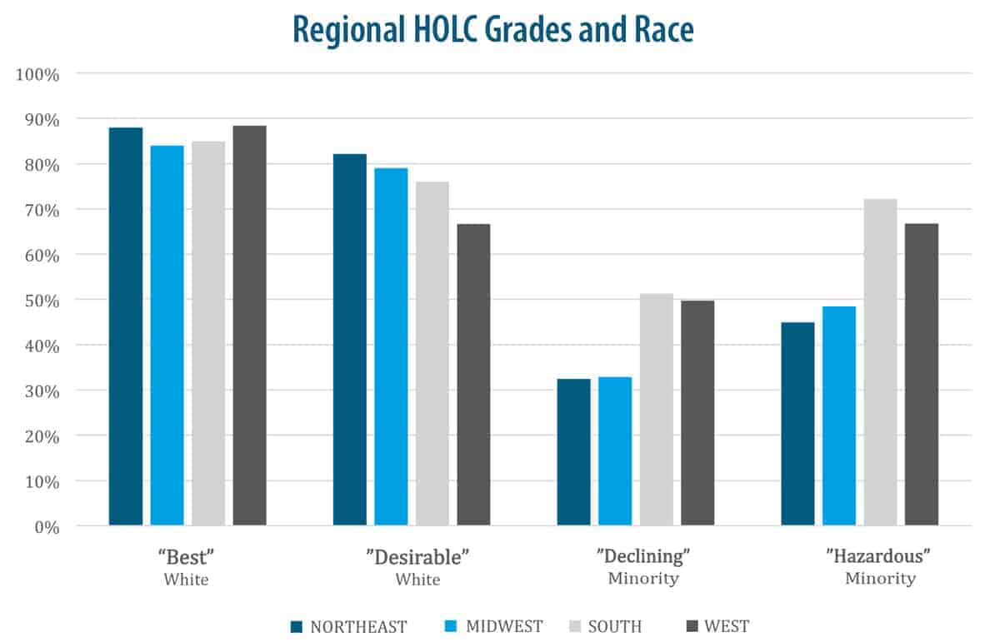 Regional HOLC Grades and Race
100%
90%
80%
70%
60%
50%
40%
30%
20%
10%
0%
“Best” ”Desirable” ”Declining” ”Hazardous”
White White Minority Minority
NORTHEAST MIDWEST SOUTH WEST